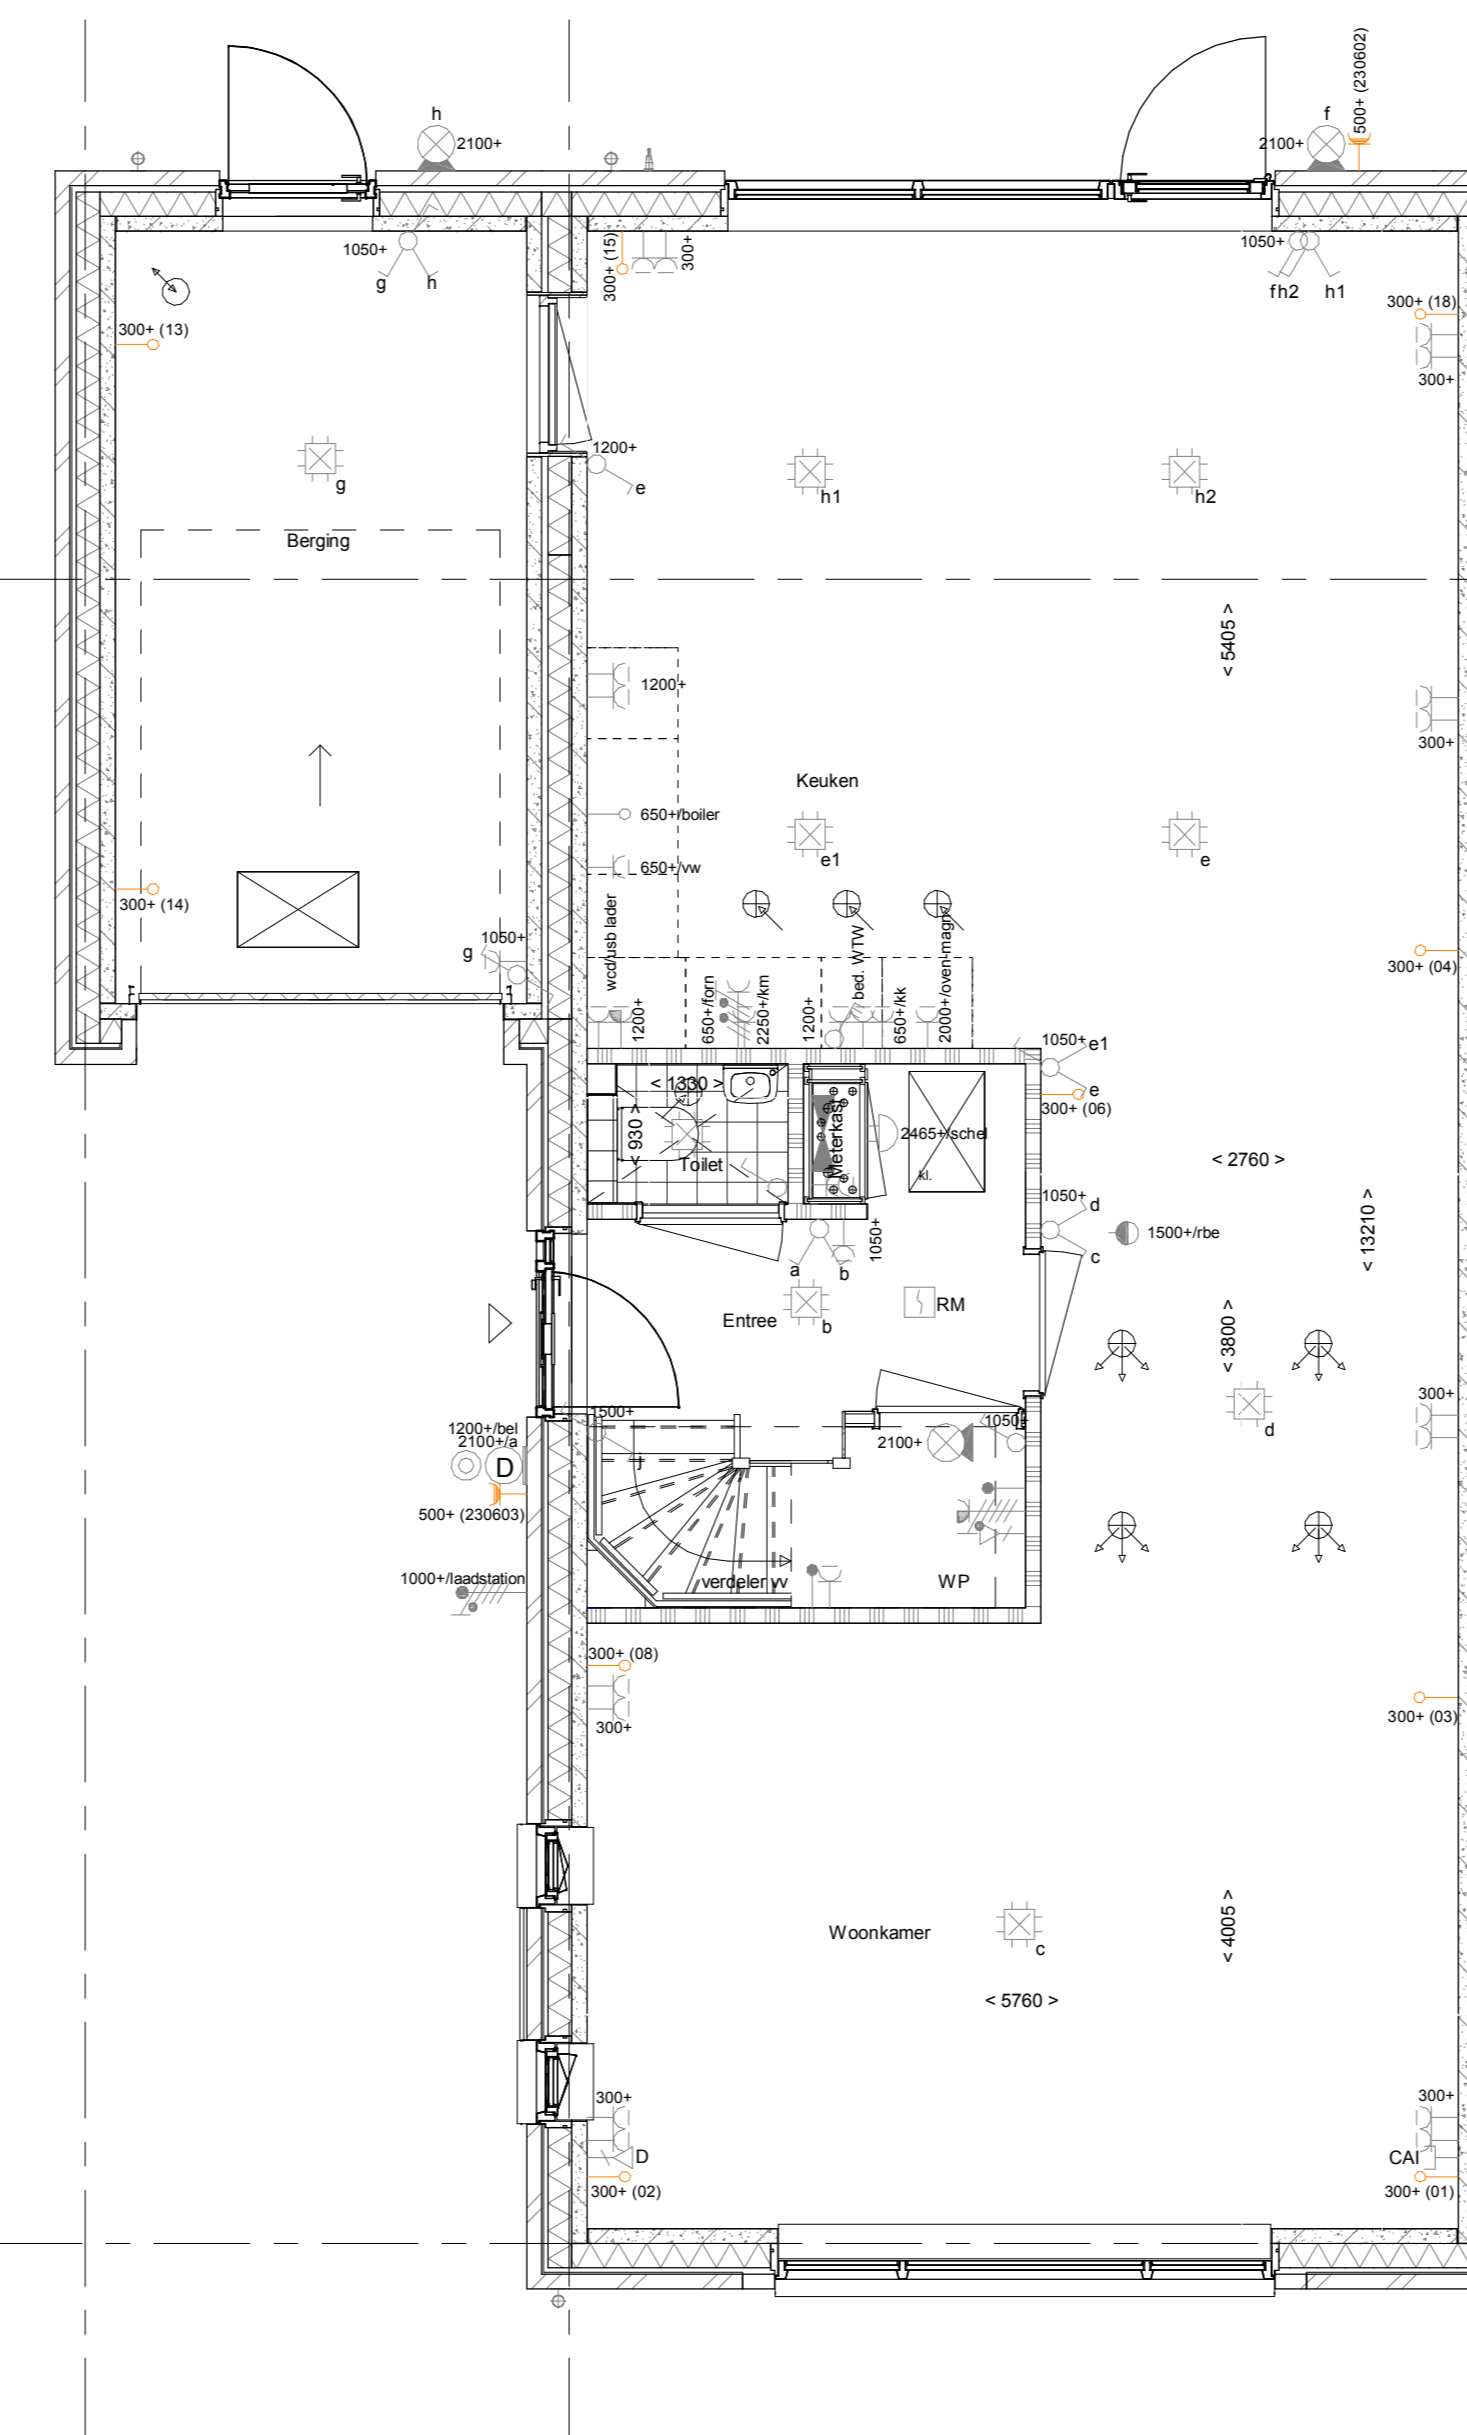 h
2100+
f
2100+
500+ (230602)
1050+
g
h
300+ (15)
300+
1050+
fh2
h1
300+ (13)
300+ (18)
300+
g
1200+
e
h1
h2
Berging
< 5405 >
1200+
300+
Keuken
650+/boiler
e1
e
650+/vw
300+ (14)
wcd/usb lader
1050+
g
bed. WTW
300+ (04)
1200+
650+/forn
2250+/km
1200+
650+/kk
2000+/oven-magn
1050+
e1
e
300+ (06)
< 1330 >
< 930 >
Toilet
Meterkast
2465+/schel
kl.
< 2760 >
1050+
d
c
1500+/rbe
< 13210 >
1050+
a
b
RM
Entree
b
< 3800 >
300+
d
1500+
j
1200+/bel
2100+/a
D
500+ (230603)
2100+
1050+
1000+/laadstation
verdeler vv
WP
300+ (08)
300+
300+ (03)
Woonkamer
c
< 4005 >
< 5760 >
300+
D
300+ (02)
300+
CAI
300+ (01)